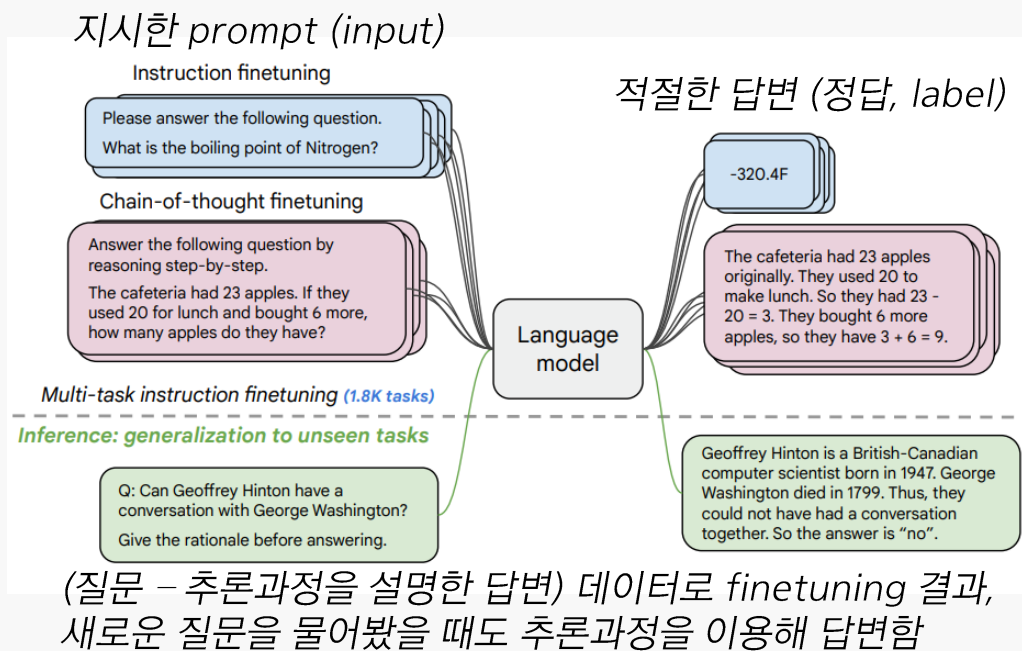 지시한 prompt (input)
Instruction finetuning
Please answer the following question.
What is the boiling point of Nitrogen?
적절한 답변 (정답, label)
-320.4F
Chain-of-thought finetuning
Answer the following question by
reasoning step-by-step.
The cafeteria had 23 apples. If they
used 20 for lunch and bought 6 more,
how many apples do they have?
Language
model
The cafeteria had 23 apples
originally. They used 20 to
make lunch. So they had 23 -
20 = 3. They bought 6 more
apples, so they have 3 + 6 = 9.
Multi-task instruction finetuning (1.8K tasks)
Inference: generalization to unseen tasks
Q: Can Geoffrey Hinton have a
conversation with George Washington?
Give the rationale before answering.
Geoffrey Hinton is a British-Canadian
computer scientist born in 1947. George
Washington died in 1799. Thus, they
could not have had a conversation
together. So the answer is “no”.
(질문 – 추론과정을 설명한 답변) 데이터로 finetuning 결과,
새로운 질문을 물어봤을 때도 추론과정을 이용해 답변함